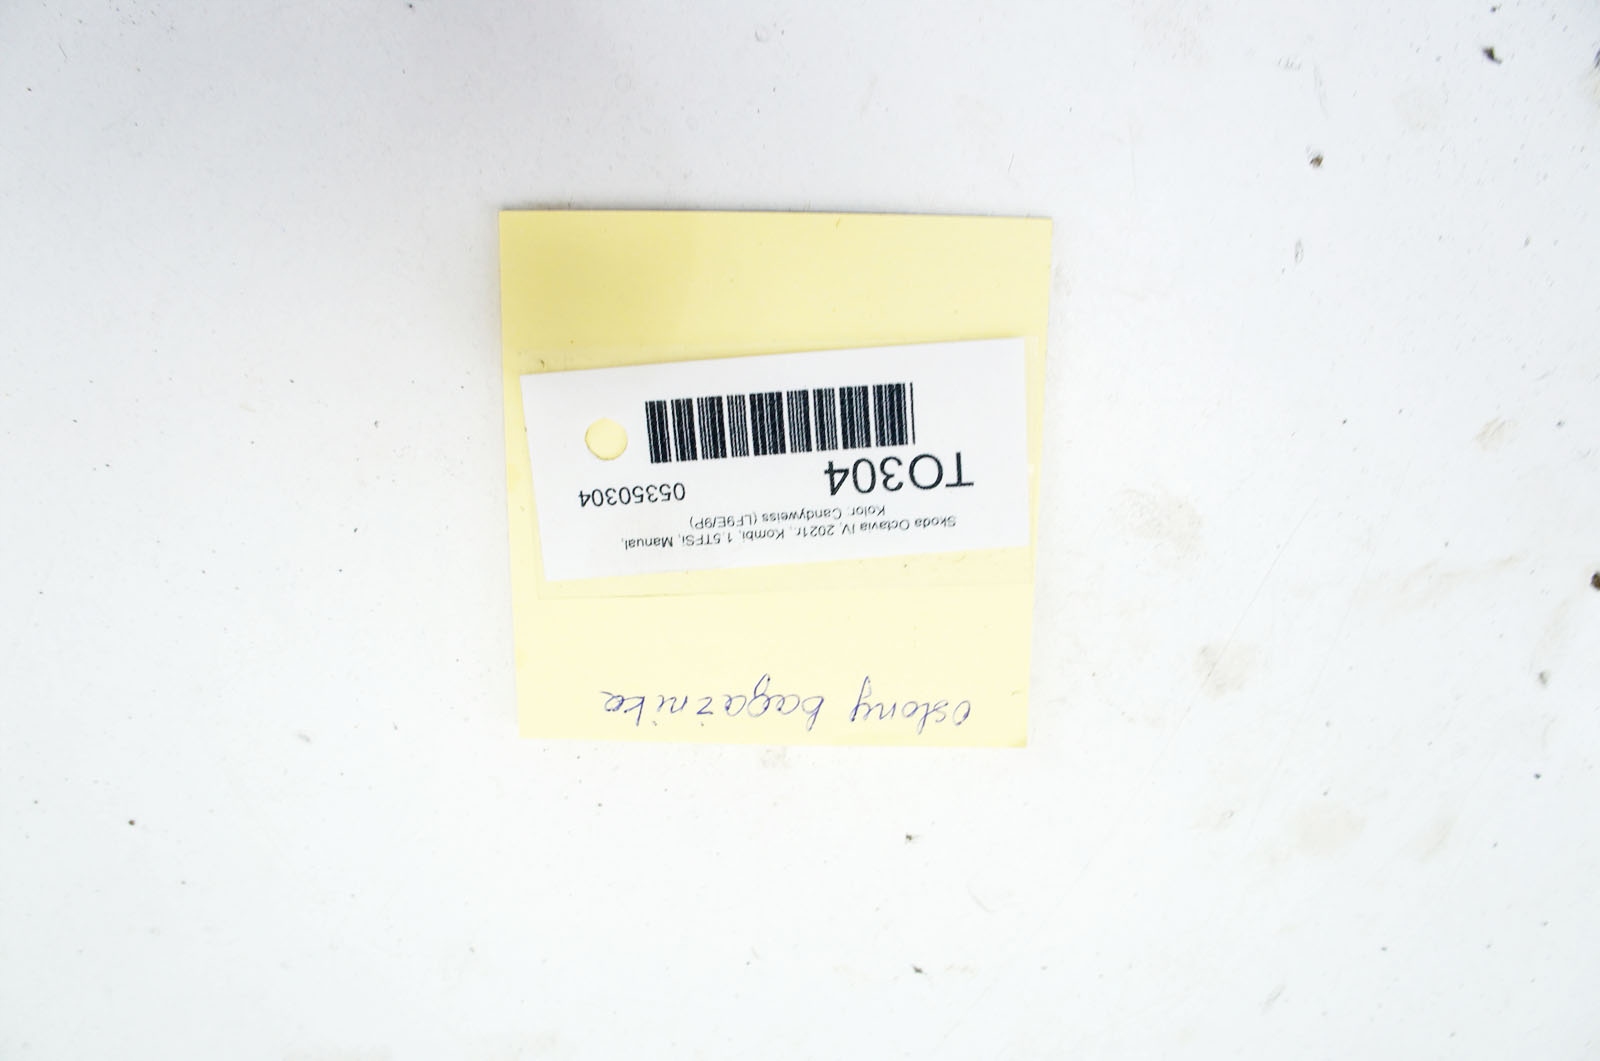 osłony bagażnika
Skoda Octavia IV, 2021r., Kombi, 1.5TFSi, Manual,
Kolor: Candyweiss (LF9E/9P)
TO304 05350304